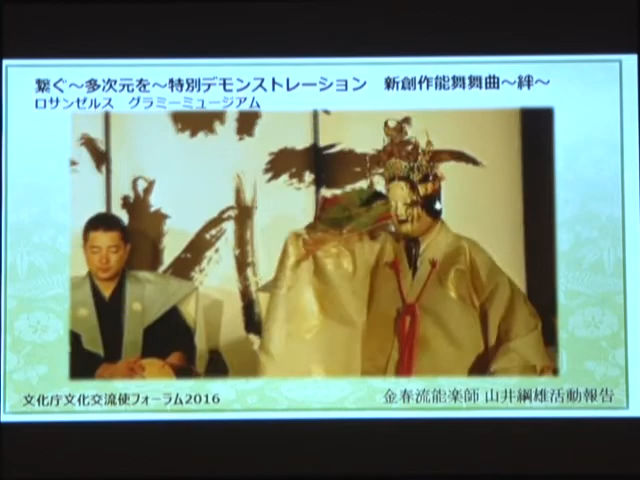 繋ぐ～多次元を～特別デモンストレーション　新創作能舞舞曲～絆～
ロサンゼルス　グラミーミュージアム
文化庁文化交流使フォーラム2016
金春流能楽師 山井綱雄活動報告